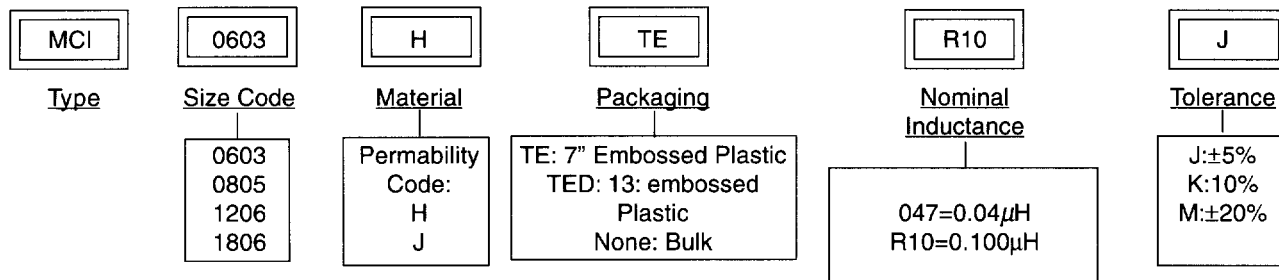 MCI 0603 H TE R10 J
Type Size Code Material Packaging Nominal Inductance Tolerance
0603
0805
1206
1806
Permability
Code:
H
J
TE: 7" Embossed Plastic
TED: 13: embossed
Plastic
None: Bulk
047=0.04μH
R10=0.100μH
J:±5%
K:10%
M:±20%